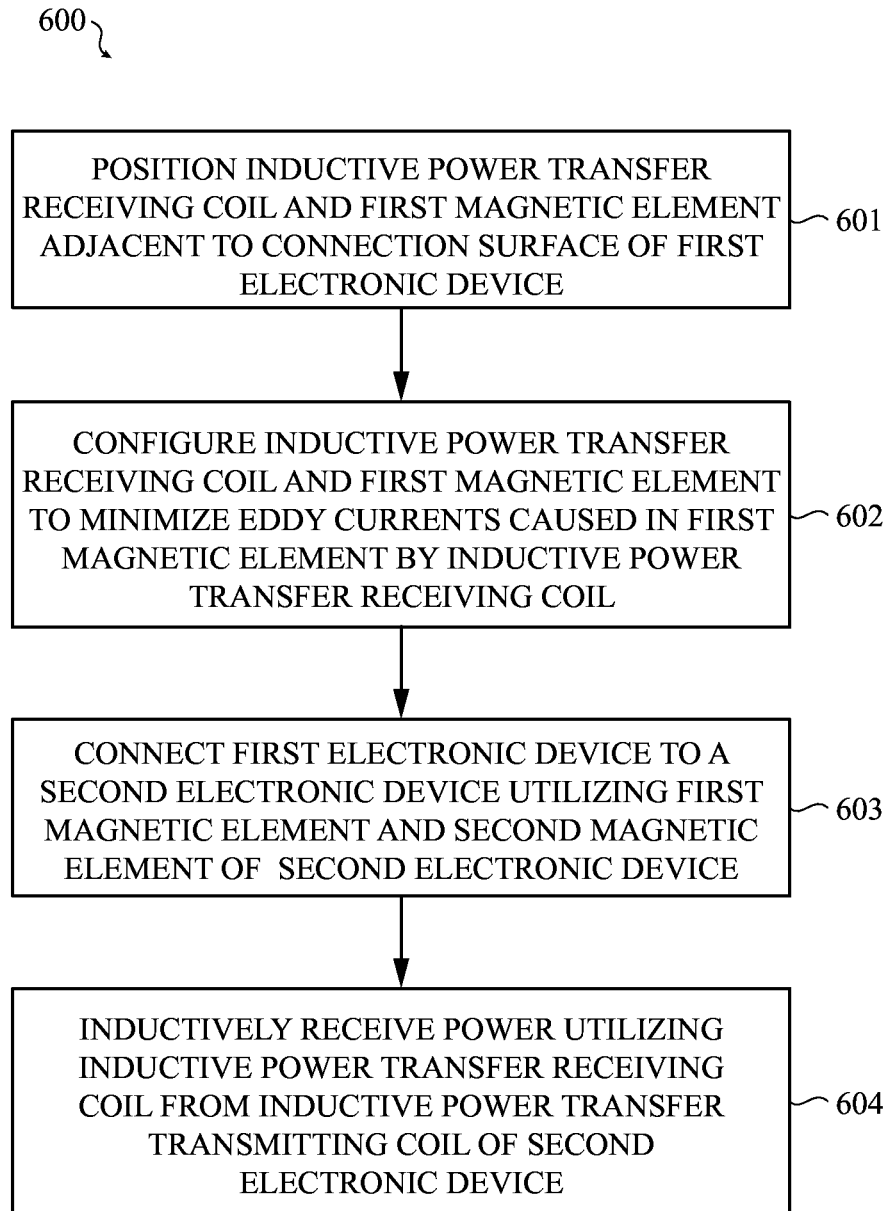 600
POSITION INDUCTIVE POWER TRANSFER
RECEIVING COIL AND FIRST MAGNETIC ELEMENT
ADJACENT TO CONNECTION SURFACE OF FIRST
ELECTRONIC DEVICE
601
CONFIGURE INDUCTIVE POWER TRANSFER
RECEIVING COIL AND FIRST MAGNETIC ELEMENT
TO MINIMIZE EDDY CURRENTS CAUSED IN FIRST
MAGNETIC ELEMENT BY INDUCTIVE POWER
TRANSFER RECEIVING COIL
602
CONNECT FIRST ELECTRONIC DEVICE TO A
SECOND ELECTRONIC DEVICE UTILIZING FIRST
MAGNETIC ELEMENT AND SECOND MAGNETIC
ELEMENT OF SECOND ELECTRONIC DEVICE
603
INDUCTIVELY RECEIVE POWER UTILIZING
INDUCTIVE POWER TRANSFER RECEIVING
COIL FROM INDUCTIVE POWER TRANSFER
TRANSMITTING COIL OF SECOND
ELECTRONIC DEVICE
604